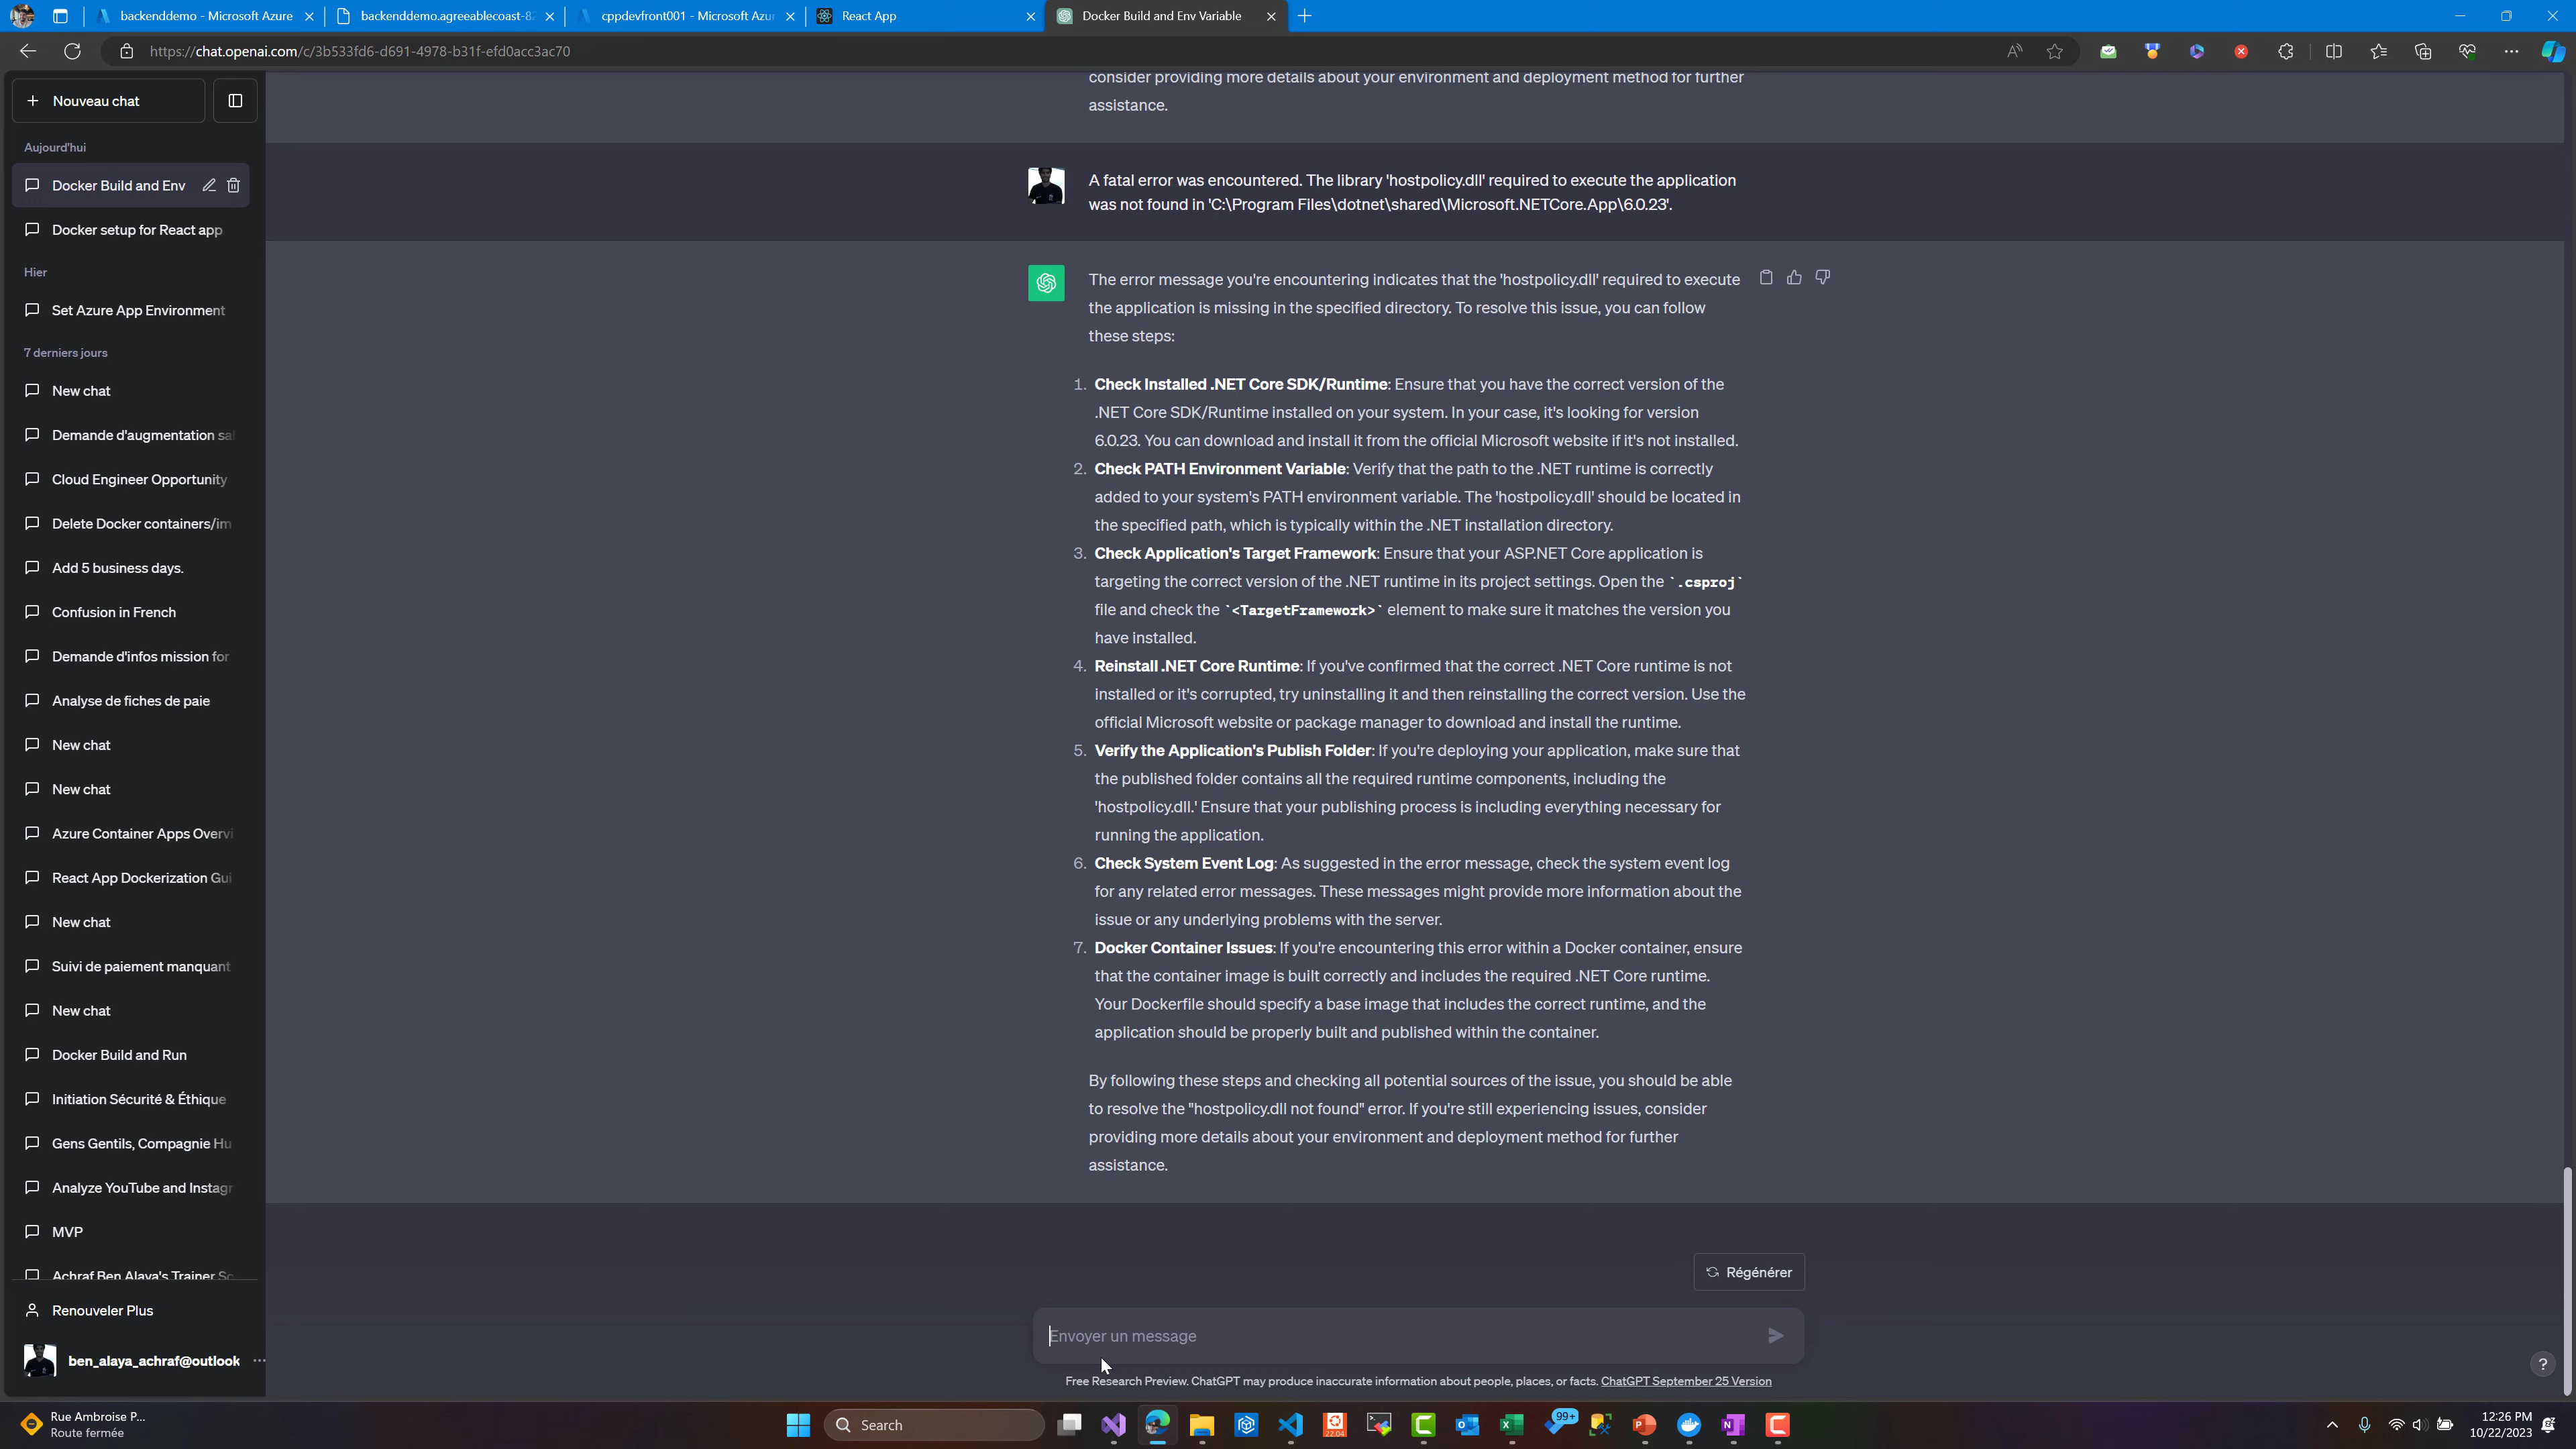 backenddemo - Microsoft Azure
backenddemo.agreeablecoast-82
cppdevfront001 - Microsoft Azur
React App
Docker Build and Env Variable
https://chat.openai.com/c/3b533fd6-d691-4978-b31f-efd0acc3ac70
Nouveau chat
Aujourd'hui
Docker Build and Env
Docker setup for React app
Hier
Set Azure App Environment
7 derniers jours
New chat
Demande d'augmentation sal
Cloud Engineer Opportunity
Delete Docker containers/im
Add 5 business days.
Confusion in French
Demande d'infos mission for
Analyse de fiches de paie
New chat
New chat
Azure Container Apps Overvi
React App Dockerization Gui
New chat
Suivi de paiement manquant
New chat
Docker Build and Run
Initiation Sécurité & Éthique
Gens Gentils, Compagnie Hu
Analyze YouTube and Instagr
MVP
Achraf Ben Alaya's Trainer Sc
Renouveler Plus
ben_alaya_achraf@outlook
consider providing more details about your environment and deployment method for further
assistance.
A fatal error was encountered. The library 'hostpolicy.dll' required to execute the application
was not found in 'C:\Program Files\dotnet\shared\Microsoft.NETCore.App\6.0.23'.
The error message you're encountering indicates that the 'hostpolicy.dll' required to execute
the application is missing in the specified directory. To resolve this issue, you can follow
these steps:
1. Check Installed .NET Core SDK/Runtime: Ensure that you have the correct version of the
.NET Core SDK/Runtime installed on your system. In your case, it's looking for version
6.0.23. You can download and install it from the official Microsoft website if it's not installed.
2. Check PATH Environment Variable: Verify that the path to the .NET runtime is correctly
added to your system's PATH environment variable. The 'hostpolicy.dll' should be located in
the specified path, which is typically within the .NET installation directory.
3. Check Application's Target Framework: Ensure that your ASP.NET Core application is
targeting the correct version of the .NET runtime in its project settings. Open the `.csproj`
file and check the `<TargetFramework>` element to make sure it matches the version you
have installed.
4. Reinstall .NET Core Runtime: If you've confirmed that the correct .NET Core runtime is not
installed or it's corrupted, try uninstalling it and then reinstalling the correct version. Use the
official Microsoft website or package manager to download and install the runtime.
5. Verify the Application's Publish Folder: If you're deploying your application, make sure that
the published folder contains all the required runtime components, including the
'hostpolicy.dll.' Ensure that your publishing process is including everything necessary for
running the application.
6. Check System Event Log: As suggested in the error message, check the system event log
for any related error messages. These messages might provide more information about the
issue or any underlying problems with the server.
7. Docker Container Issues: If you're encountering this error within a Docker container, ensure
that the container image is built correctly and includes the required .NET Core runtime.
Your Dockerfile should specify a base image that includes the correct runtime, and the
application should be properly built and published within the container.
By following these steps and checking all potential sources of the issue, you should be able
to resolve the "hostpolicy.dll not found" error. If you're still experiencing issues, consider
providing more details about your environment and deployment method for further
assistance.
Régénérer
Envoyer un message
Free Research Preview. ChatGPT may produce inaccurate information about people, places, or facts. ChatGPT September 25 Version
?
Rue Ambroise P...
Route fermée
Search
22.04
99+
12:26 PM
10/22/2023